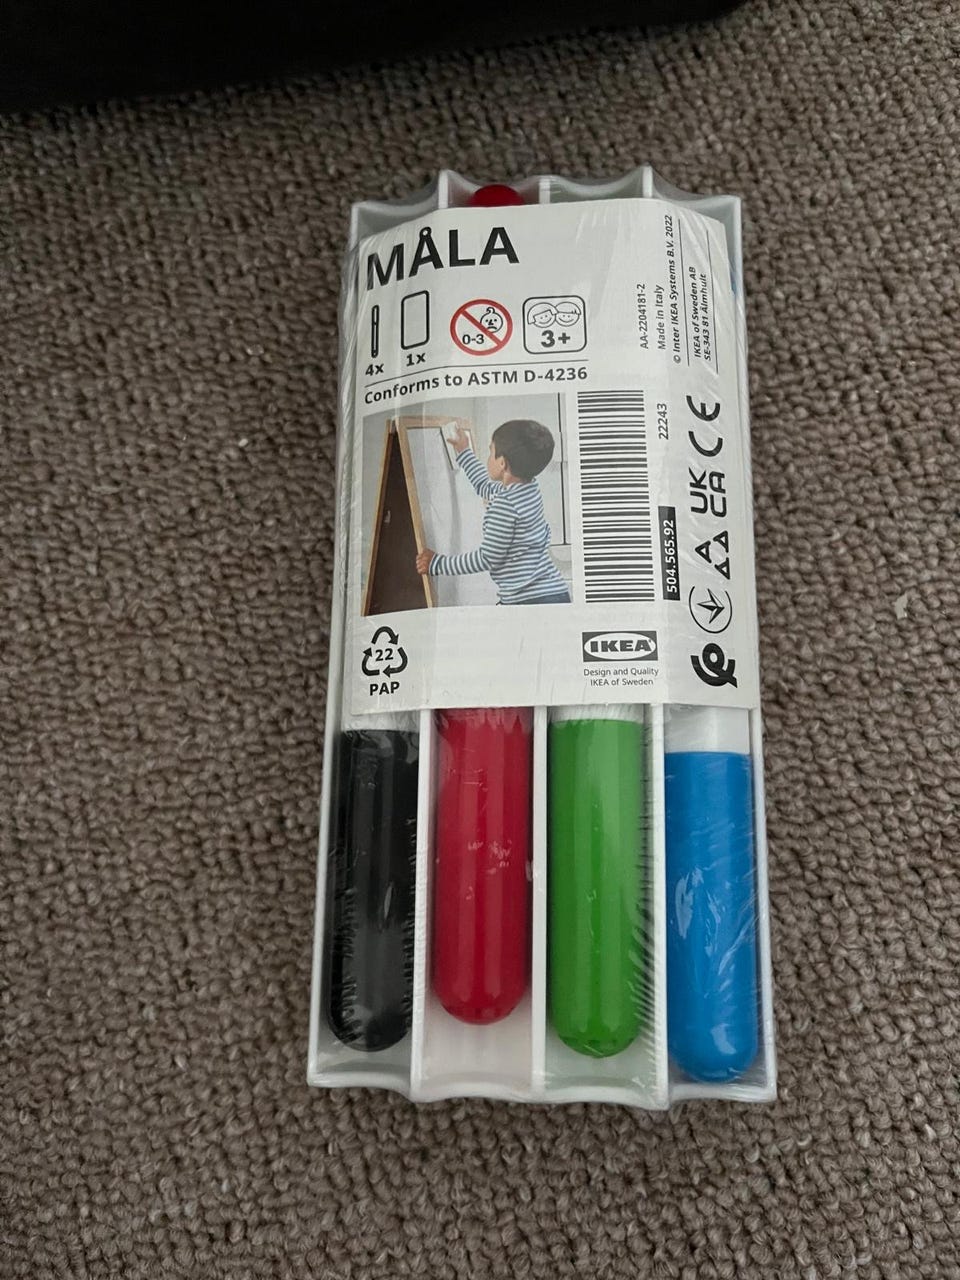 MÅLA
4x
1x
0-3
3+
Conforms to ASTM D-4236
AA-2204181-2
Made in Italy
© Inter IKEA Systems B.V. 2022
IKEA of Sweden AB
SE-343 81 Älmhult
22243
504.565.92
CE
UK
CA
22
PAP
IKEA
Design and Quality
IKEA of Sweden